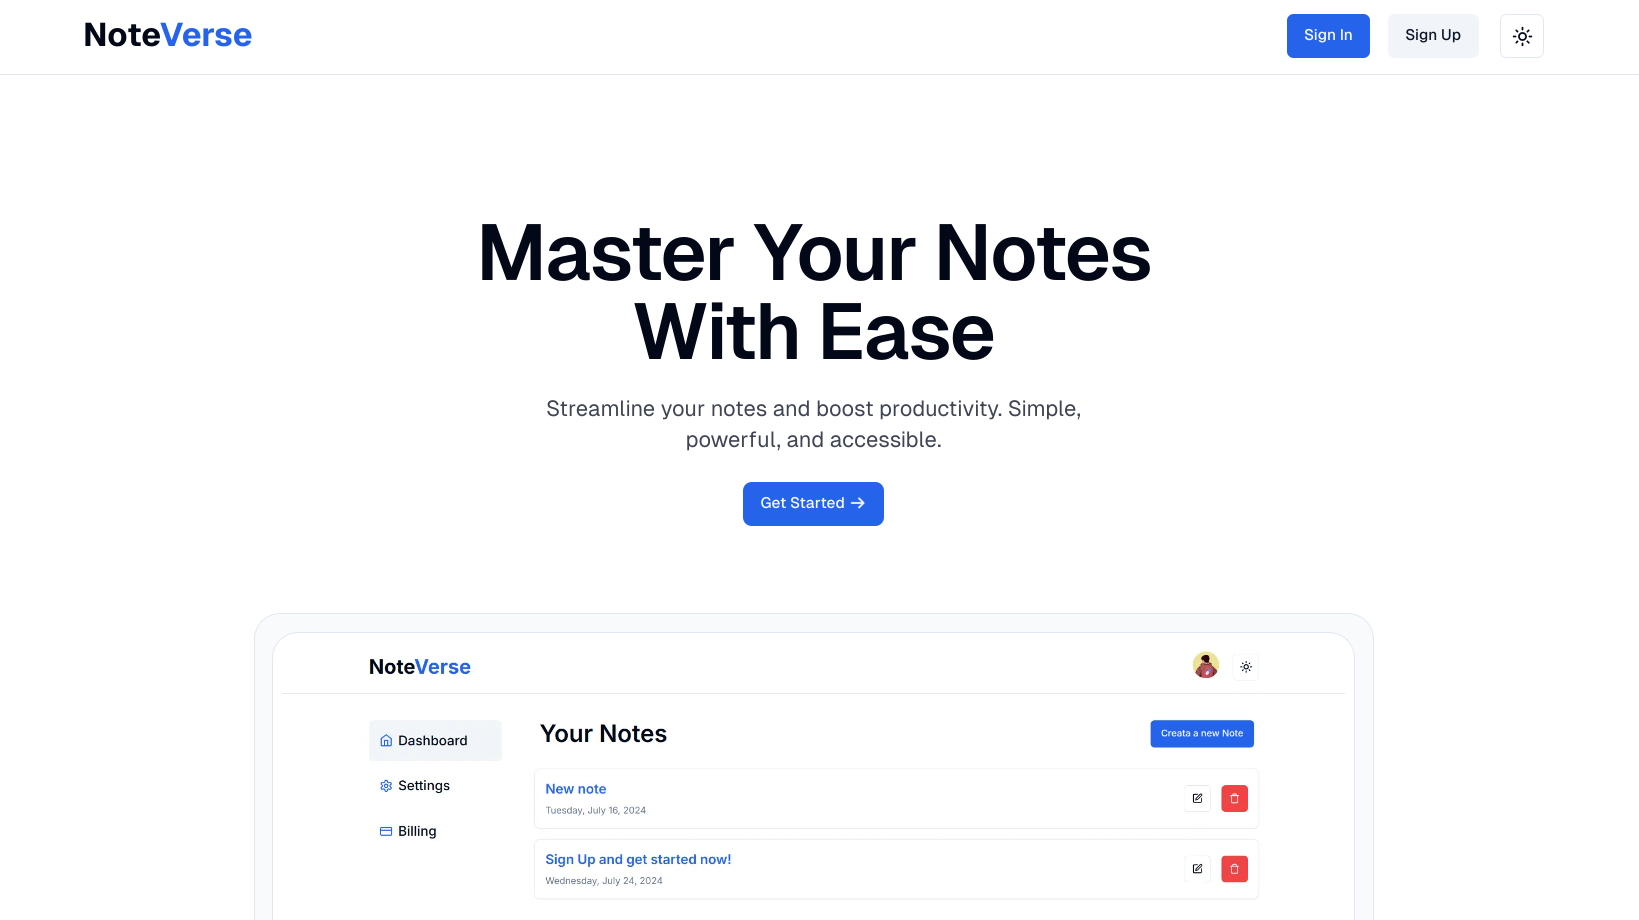 NoteVerse
Sign In
Sign Up
Master Your Notes
With Ease
Streamline your notes and boost productivity. Simple,
powerful, and accessible.
Get Started →
NoteVerse
Dashboard
Settings
Billing
Your Notes
Creata a new Note
New note
Tuesday, July 16, 2024
Sign Up and get started now!
Wednesday, July 24, 2024